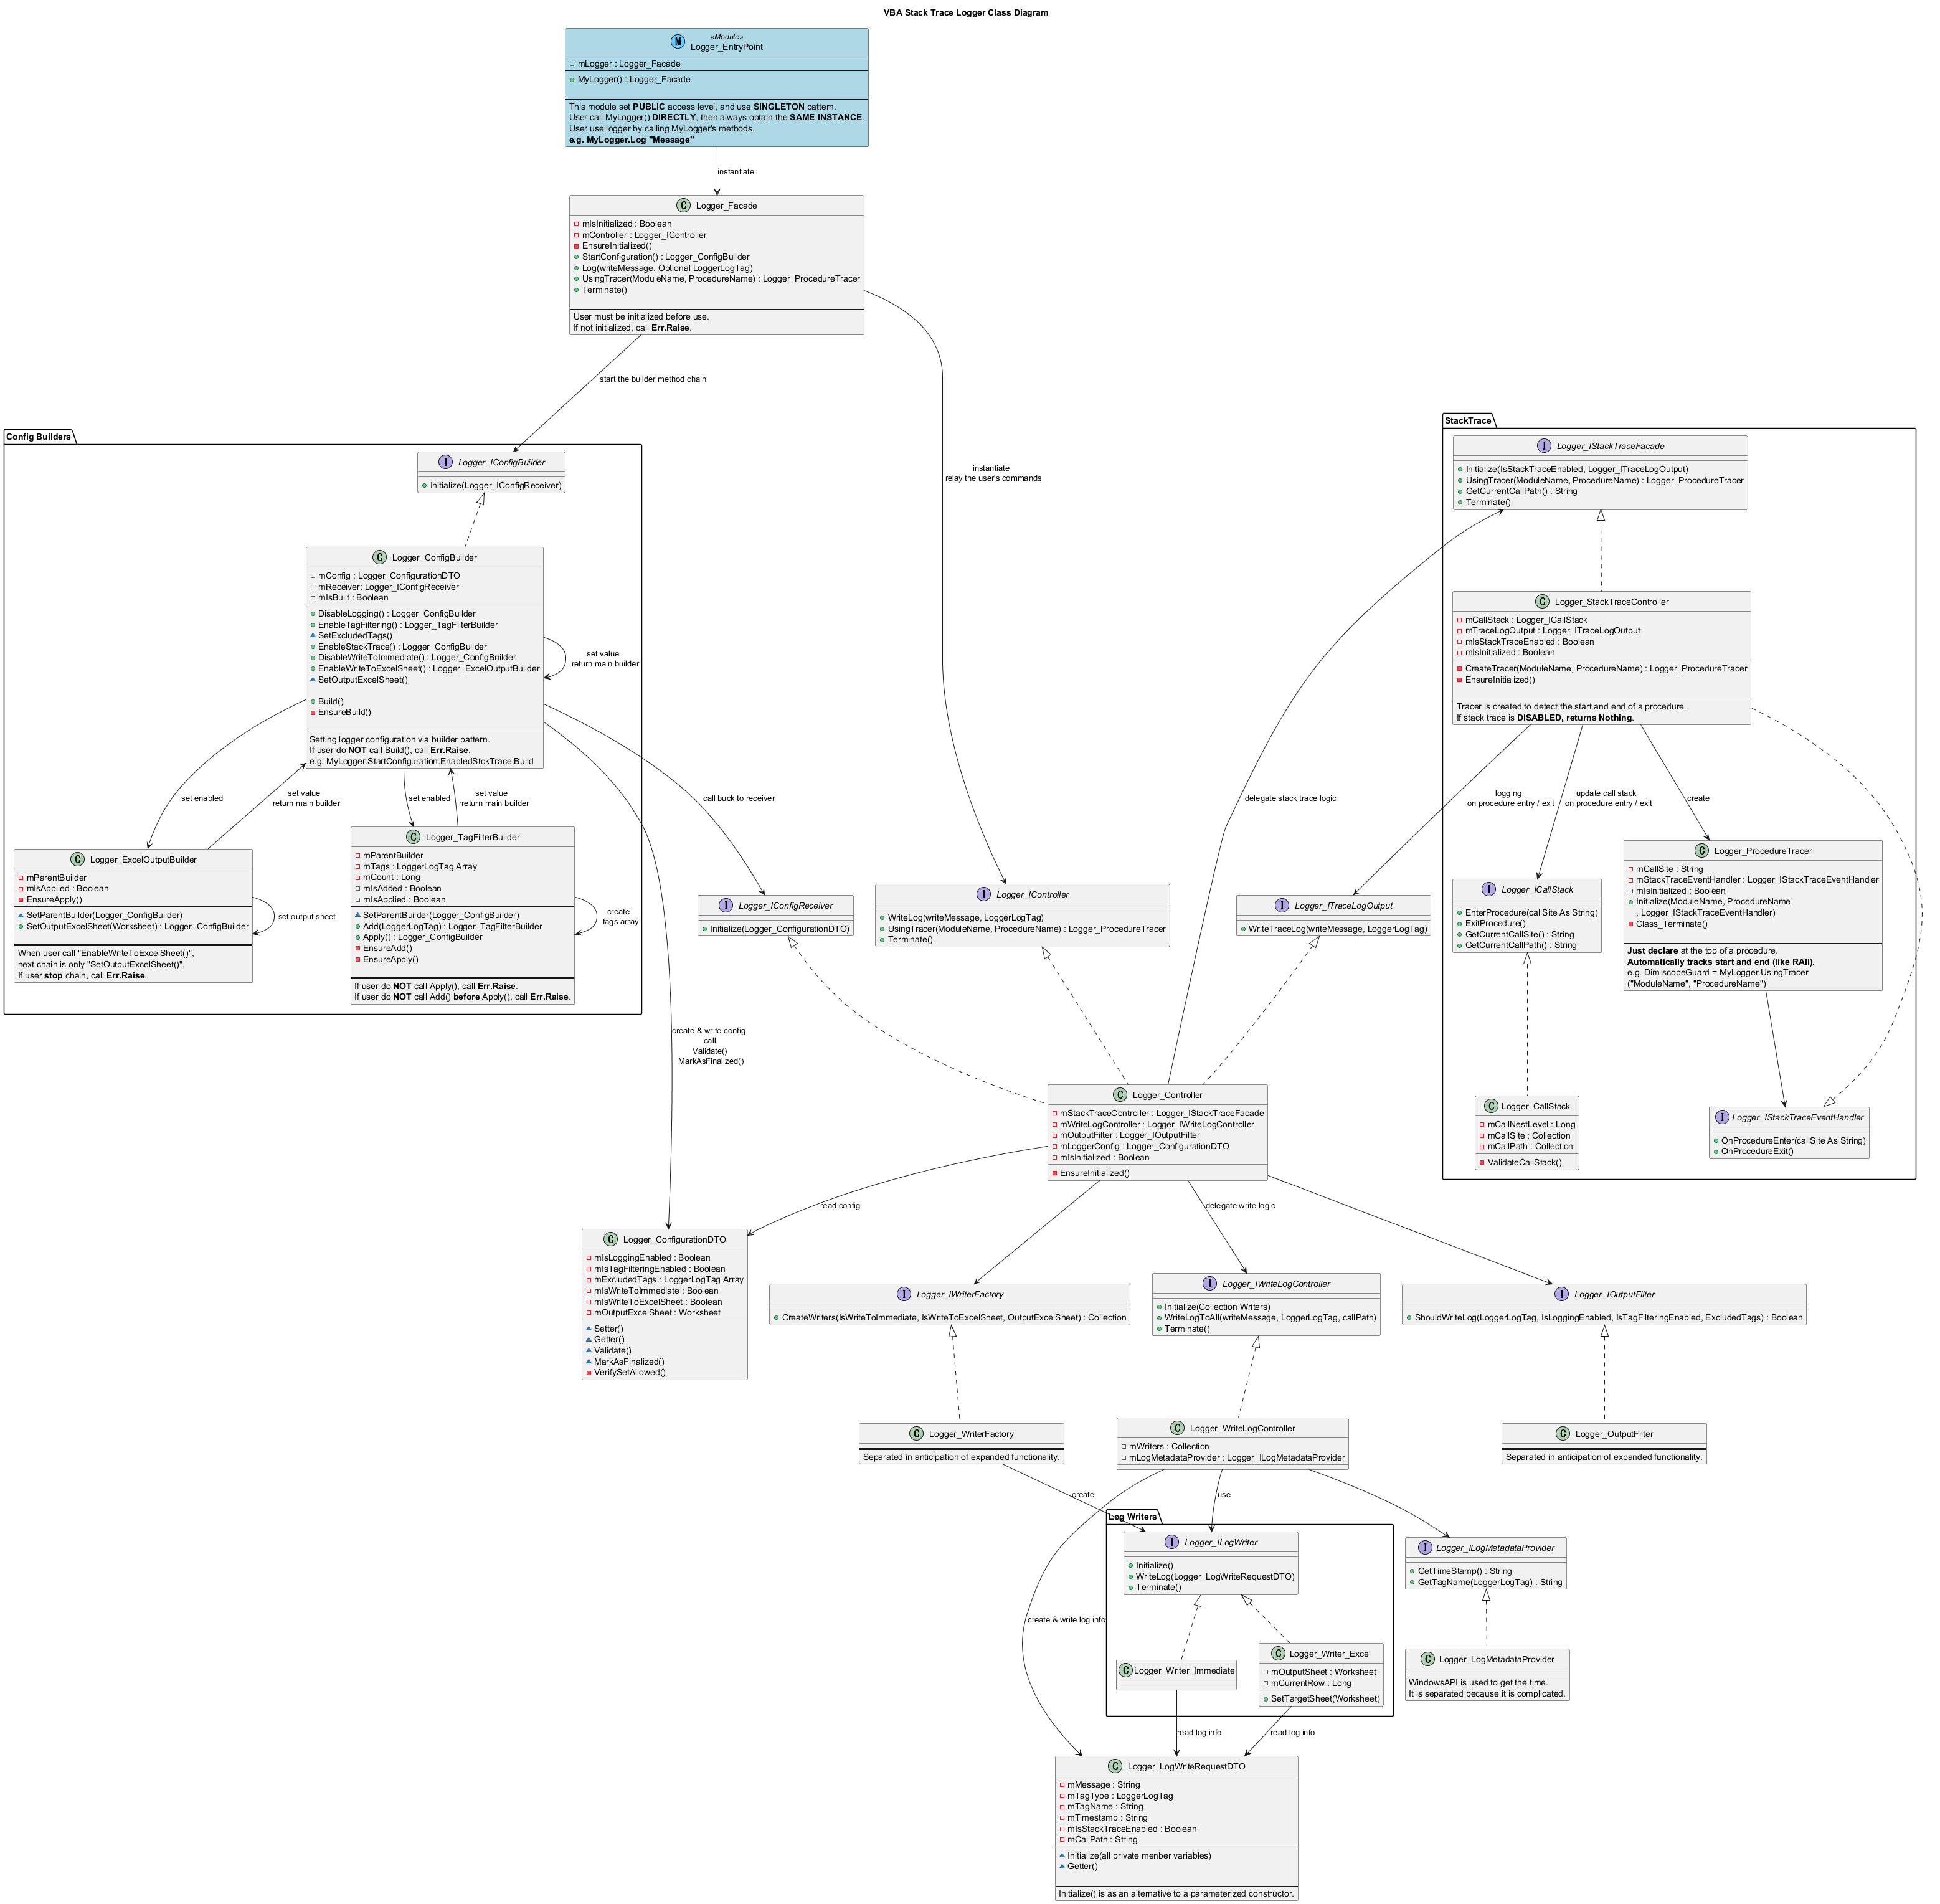 VBA Stack Trace Logger Class Diagram
M
«Module»
Logger_EntryPoint
mLogger : Logger_Facade
MyLogger() : Logger_Facade
This module set PUBLIC access level, and use SINGLETON pattern.
User call MyLogger() DIRECTLY, then always obtain the SAME INSTANCE.
User use logger by calling MyLogger's methods.
e.g. MyLogger.Log "Message"
instantiate
C
Logger_Facade
mIsInitialized : Boolean
mController : Logger_IController
EnsureInitialized()
StartConfiguration() : Logger_ConfigBuilder
Log(writeMessage, Optional LoggerLogTag)
UsingTracer(ModuleName, ProcedureName) : Logger_ProcedureTracer
Terminate()
User must be initialized before use.
If not initialized, call Err.Raise.
start the builder method chain
instantiate
relay the user's commands
Config Builders
I
Logger_IConfigBuilder
Initialize(Logger_IConfigReceiver)
C
Logger_ConfigBuilder
mConfig : Logger_ConfigurationDTO
mReceiver: Logger_IConfigReceiver
mIsBuilt : Boolean
DisableLogging() : Logger_ConfigBuilder
EnableTagFiltering() : Logger_TagFilterBuilder
SetExcludedTags()
EnableStackTrace() : Logger_ConfigBuilder
DisableWriteToImmediate() : Logger_ConfigBuilder
EnableWriteToExcelSheet() : Logger_ExcelOutputBuilder
SetOutputExcelSheet()
Build()
EnsureBuild()
Setting logger configuration via builder pattern.
If user do NOT call Build(), call Err.Raise.
e.g. MyLogger.StartConfiguration.EnabledStckTrace.Build
set value
return main builder
set enabled
set value
rreturn main builder
set enabled
set value
rreturn main builder
C
Logger_ExcelOutputBuilder
mParentBuilder
mIsApplied : Boolean
EnsureApply()
SetParentBuilder(Logger_ConfigBuilder)
SetOutputExcelSheet(Worksheet) : Logger_ConfigBuilder
When user call "EnableWriteToExcelSheet()",
next chain is only "SetOutputExcelSheet()".
If user stop chain, call Err.Raise.
set output sheet
C
Logger_TagFilterBuilder
mParentBuilder
mTags : LoggerLogTag Array
mCount : Long
mIsAdded : Boolean
mIsApplied : Boolean
SetParentBuilder(Logger_ConfigBuilder)
Add(LoggerLogTag) : Logger_TagFilterBuilder
Apply() : Logger_ConfigBuilder
EnsureAdd()
EnsureApply()
If user do NOT call Apply(), call Err.Raise.
If user do NOT call Add() before Apply(), call Err.Raise.
create
tags array
call buck to receiver
create & write config
call
Validate()
MarkAsFinalized()
delegate stack trace logic
StackTrace
I
Logger_IStackTraceFacade
Initialize(IsStackTraceEnabled, Logger_ITraceLogOutput)
UsingTracer(ModuleName, ProcedureName) : Logger_ProcedureTracer
GetCurrentCallPath() : String
Terminate()
C
Logger_StackTraceController
mCallStack : Logger_ICallStack
mTraceLogOutput : Logger_ITraceLogOutput
mIsStackTraceEnabled : Boolean
mIsInitialized : Boolean
CreateTracer(ModuleName, ProcedureName) : Logger_ProcedureTracer
EnsureInitialized()
Tracer is created to detect the start and end of a procedure.
If stack trace is DISABLED, returns Nothing.
logging
on procedure entry / exit
update call stack
on procedure entry / exit
create
C
Logger_ProcedureTracer
mCallSite : String
mStackTraceEventHandler : Logger_IStackTraceEventHandler
mIsInitialized : Boolean
Initialize(ModuleName, ProcedureName
, Logger_IStackTraceEventHandler)
Class_Terminate()
Just declare at the top of a procedure.
Automatically tracks start and end (like RAII).
e.g. Dim scopeGuard = MyLogger.UsingTracer
("ModuleName", "ProcedureName")
I
Logger_ICallStack
EnterProcedure(callSite As String)
ExitProcedure()
GetCurrentCallSite() : String
GetCurrentCallPath() : String
C
Logger_CallStack
mCallNestLevel : Long
mCallSite : Collection
mCallPath : Collection
ValidateCallStack()
I
Logger_IStackTraceEventHandler
OnProcedureEnter(callSite As String)
OnProcedureExit()
I
Logger_IConfigReceiver
Initialize(Logger_ConfigurationDTO)
I
Logger_IController
WriteLog(writeMessage, LoggerLogTag)
UsingTracer(ModuleName, ProcedureName) : Logger_ProcedureTracer
Terminate()
I
Logger_ITraceLogOutput
WriteTraceLog(writeMessage, LoggerLogTag)
C
Logger_Controller
mStackTraceController : Logger_IStackTraceFacade
mWriteLogController : Logger_IWriteLogController
mOutputFilter : Logger_IOutputFilter
mLoggerConfig : Logger_ConfigurationDTO
mIsInitialized : Boolean
EnsureInitialized()
read config
delegate write logic
C
Logger_ConfigurationDTO
mIsLoggingEnabled : Boolean
mIsTagFilteringEnabled : Boolean
mExcludedTags : LoggerLogTag Array
mIsWriteToImmediate : Boolean
mIsWriteToExcelSheet : Boolean
mOutputExcelSheet : Worksheet
Setter()
Getter()
Validate()
MarkAsFinalized()
VerifySetAllowed()
I
Logger_IWriterFactory
CreateWriters(IsWriteToImmediate, IsWriteToExcelSheet, OutputExcelSheet) : Collection
I
Logger_IWriteLogController
Initialize(Collection Writers)
WriteLogToAll(writeMessage, LoggerLogTag, callPath)
Terminate()
I
Logger_IOutputFilter
ShouldWriteLog(LoggerLogTag, IsLoggingEnabled, IsTagFilteringEnabled, ExcludedTags) : Boolean
C
Logger_WriterFactory
Separated in anticipation of expanded functionality.
C
Logger_WriteLogController
mWriters : Collection
mLogMetadataProvider : Logger_ILogMetadataProvider
C
Logger_OutputFilter
Separated in anticipation of expanded functionality.
create
use
create & write log info
Log Writers
I
Logger_ILogWriter
Initialize()
WriteLog(Logger_LogWriteRequestDTO)
Terminate()
C
Logger_Writer_Immediate
C
Logger_Writer_Excel
mOutputSheet : Worksheet
mCurrentRow : Long
SetTargetSheet(Worksheet)
I
Logger_ILogMetadataProvider
GetTimeStamp() : String
GetTagName(LoggerLogTag) : String
C
Logger_LogMetadataProvider
WindowsAPI is used to get the time.
It is separated because it is complicated.
read log info
read log info
C
Logger_LogWriteRequestDTO
mMessage : String
mTagType : LoggerLogTag
mTagName : String
mTimestamp : String
mIsStackTraceEnabled : Boolean
mCallPath : String
Initialize(all private menber variables)
Getter()
Initialize() is as an alternative to a parameterized constructor.